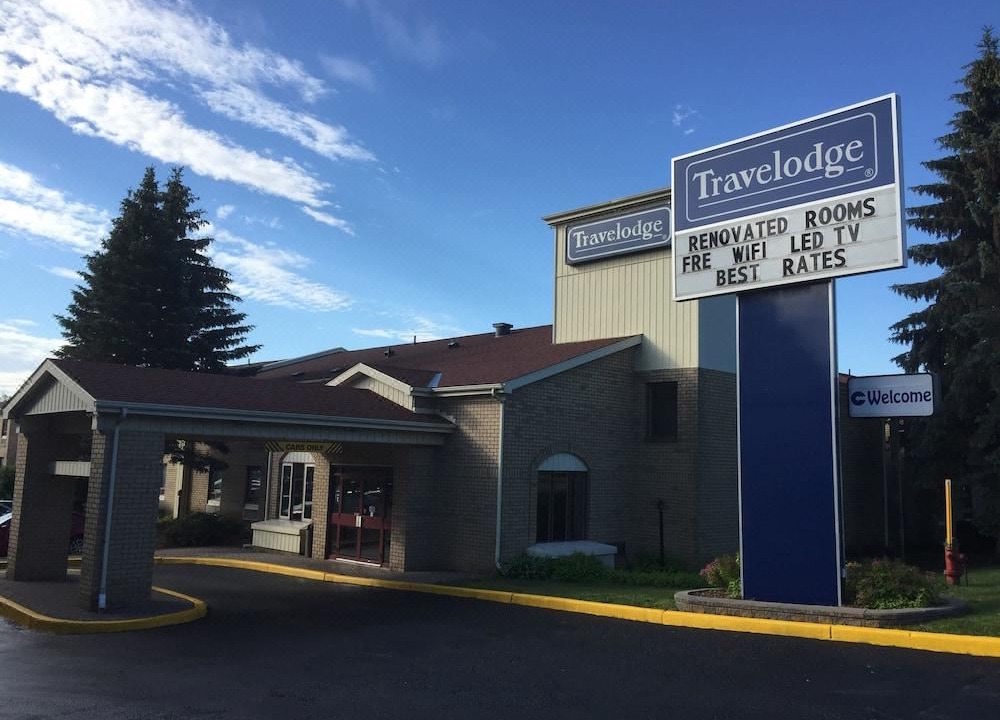 Travelodge
Travelodge®
RENOVATED ROOMS
FRE WIFI LED TV
BEST RATES
Welcome
CARS ONLY